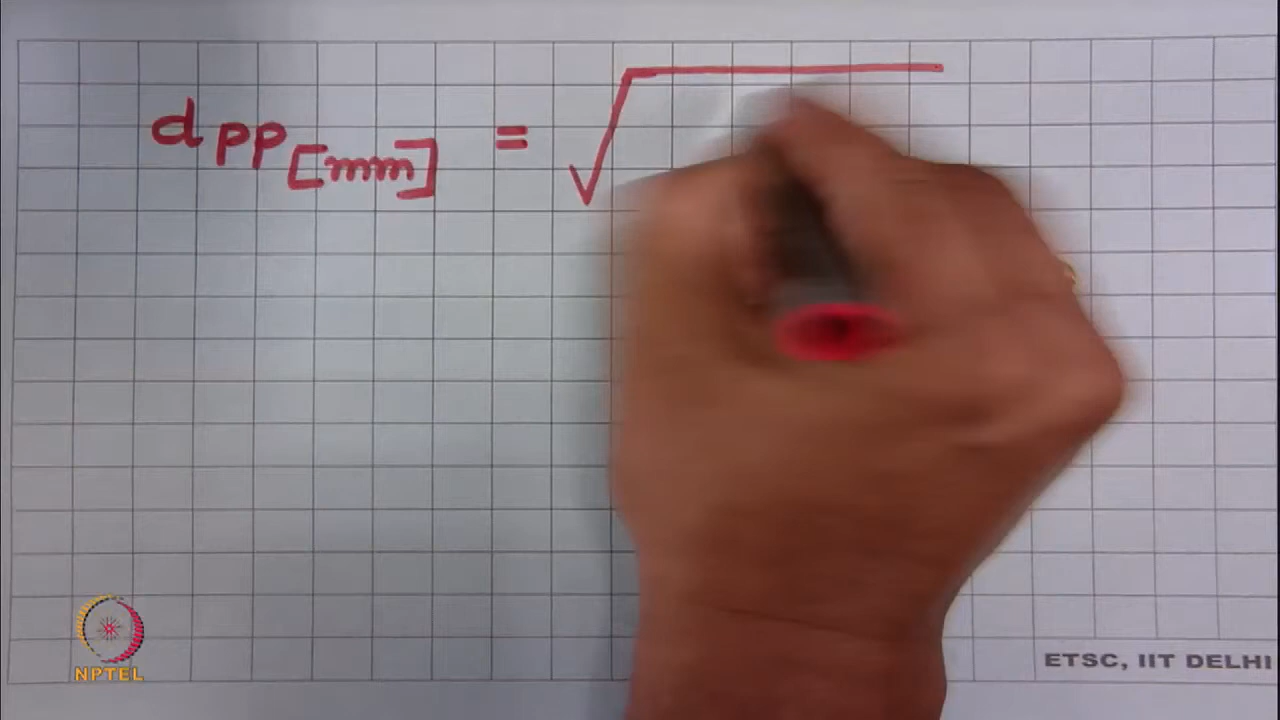 dpp[mm] = √
NPTEL
ETSC, IIT DELHI